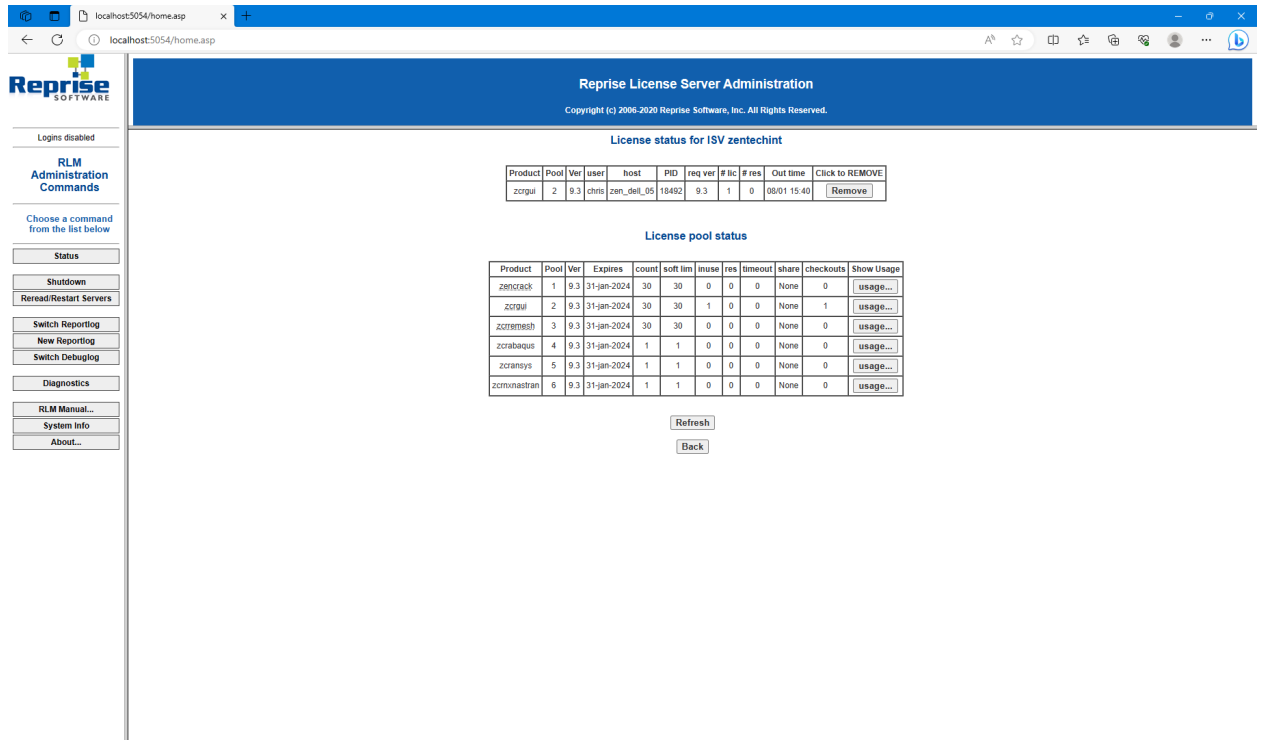 localhost:5054/home.asp
localhost:5054/home.asp
Reprise
SOFTWARE
Reprise License Server Administration
Copyright (c) 2006-2020 Reprise Software, Inc. All Rights Reserved.
Logins disabled
RLM
Administration
Commands
Choose a command
from the list below
Status
Shutdown
Reread/Restart Servers
Switch Reportlog
New Reportlog
Switch Debuglog
Diagnostics
RLM Manual...
System Info
About...
License status for ISV zentechint
Product Pool Ver user host PID req ver # lic # res Out time Click to REMOVE
zcrgui 2 9.3 chris zen_dell_05 18492 9.3 1 0 08/01 15:40 Remove
License pool status
Product Pool Ver Expires count soft lim inuse res timeout share checkouts Show Usage
zencrack 1 9.3 31-jan-2024 30 30 0 0 0 None 0 usage...
zcrgui 2 9.3 31-jan-2024 30 30 1 0 0 None 1 usage...
zcrremesh 3 9.3 31-jan-2024 30 30 0 0 0 None 0 usage...
zcrabaqus 4 9.3 31-jan-2024 1 1 0 0 0 None 0 usage...
zcransys 5 9.3 31-jan-2024 1 1 0 0 0 None 0 usage...
zcrnxnastran 6 9.3 31-jan-2024 1 1 0 0 0 None 0 usage...
Refresh
Back